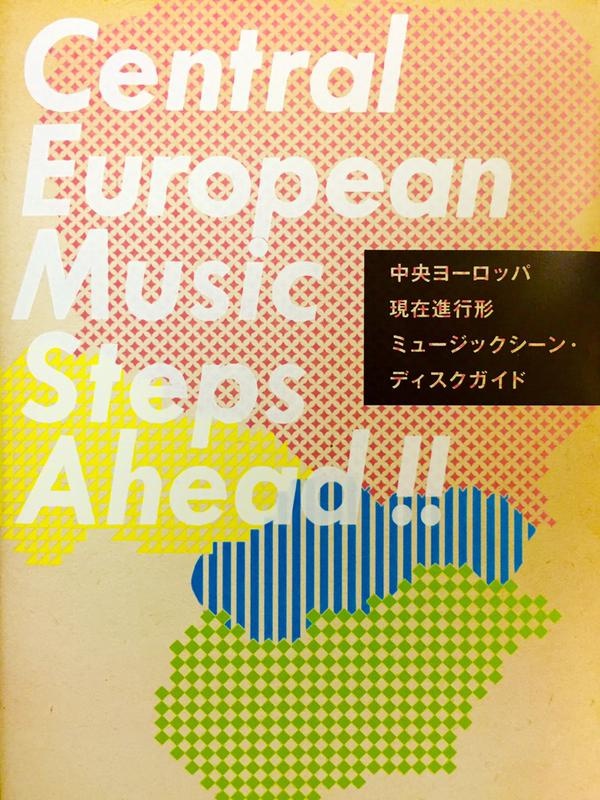 Central
European
Music
Steps
Ahead!!
中央ヨーロッパ
現在進行形
ミュージックシーン・
ディスクガイド